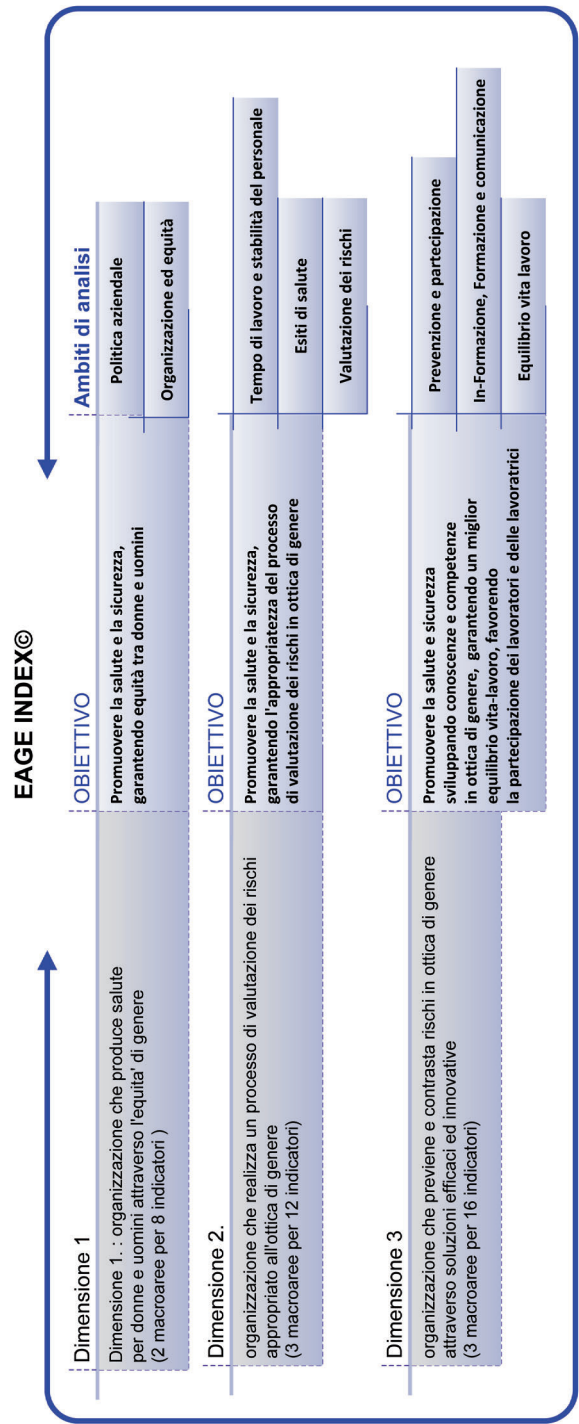 EAGE INDEX©
Dimensione 1
Dimensione 1. : organizzazione che produce salute
per donne e uomini attraverso l'equita' di genere
(2 macroaree per 8 indicatori )
OBIETTIVO
Promuovere la salute e la sicurezza,
garantendo equità tra donne e uomini
Ambiti di analisi
Politica aziendale
Organizzazione ed equità
Dimensione 2.
organizzazione che realizza un processo di valutazione dei rischi
appropriato all'ottica di genere
(3 macroaree per 12 indicatori)
OBIETTIVO
Promuovere la salute e la sicurezza,
garantendo l'appropriatezza del processo
di valutazione dei rischi in ottica di genere
Tempo di lavoro e stabilità del personale
Esiti di salute
Valutazione dei rischi
Dimensione 3
organizzazione che previene e contrasta rischi in ottica di genere
attraverso soluzioni efficaci ed innovative
(3 macroaree per 16 indicatori)
OBIETTIVO
Promuovere la salute e sicurezza
sviluppando conoscenze e competenze
in ottica di genere, garantendo un miglior
equilibrio vita-lavoro, favorendo
la partecipazione dei lavoratori e delle lavoratrici
Prevenzione e partecipazione
In-Formazione, Formazione e comunicazione
Equilibrio vita lavoro